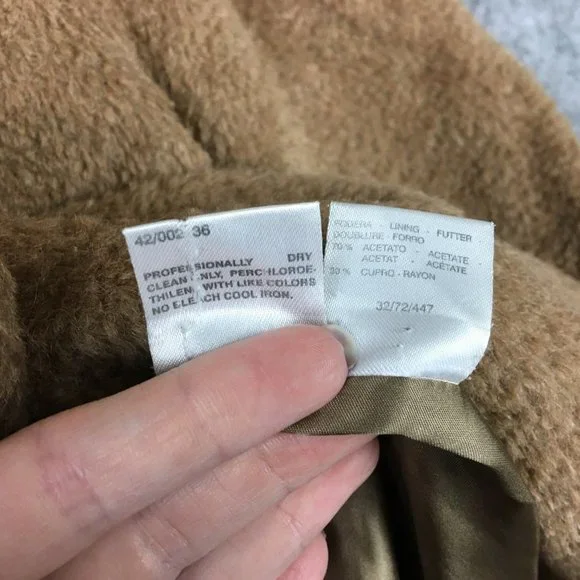 42/002 36
PROFESSIONALLY DRY
CLEAN ONLY, PERCHLOROE-
THILENE WITH LIKE COLORS
NO BLEACH COOL IRON.
FODERA - LINING - FUTTER
DOUBLURE - FORRO
70% ACETATO - ACETATE
ACETAT - ACETATE
30% CUPRO - RAYON
32/72/447